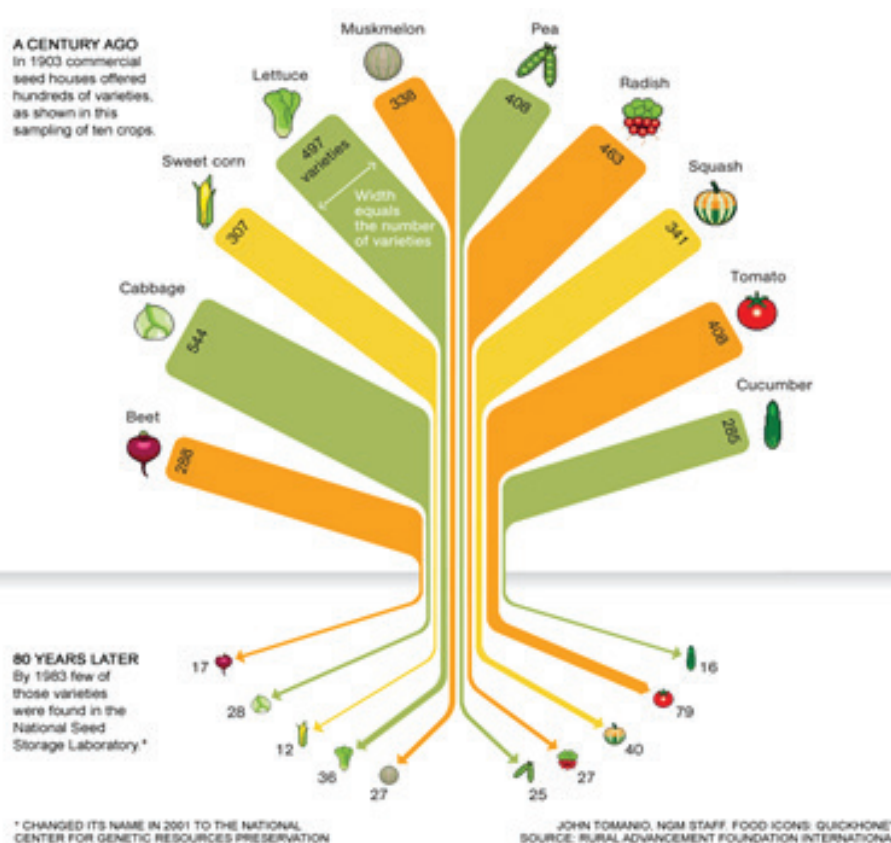 A CENTURY AGO
In 1903 commercial
seed houses offered
hundreds of varieties,
as shown in this
sampling of ten crops.
Muskmelon
Pea
Lettuce
Radish
Sweet corn
Squash
Cabbage
Tomato
Beet
Cucumber
338
408
497
varieties
463
Width
equals
the number
of varieties
307
341
544
408
288
285
80 YEARS LATER
By 1983 few of
those varieties
were found in the
National Seed
Storage Laboratory.*
17
16
28
79
12
40
36
27
27
25
* CHANGED ITS NAME IN 2001 TO THE NATIONAL
CENTER FOR GENETIC RESOURCES PRESERVATION
JOHN TOMANIO, NGM STAFF. FOOD ICONS: QUICKHONEY
SOURCE: RURAL ADVANCEMENT FOUNDATION INTERNATIONAL